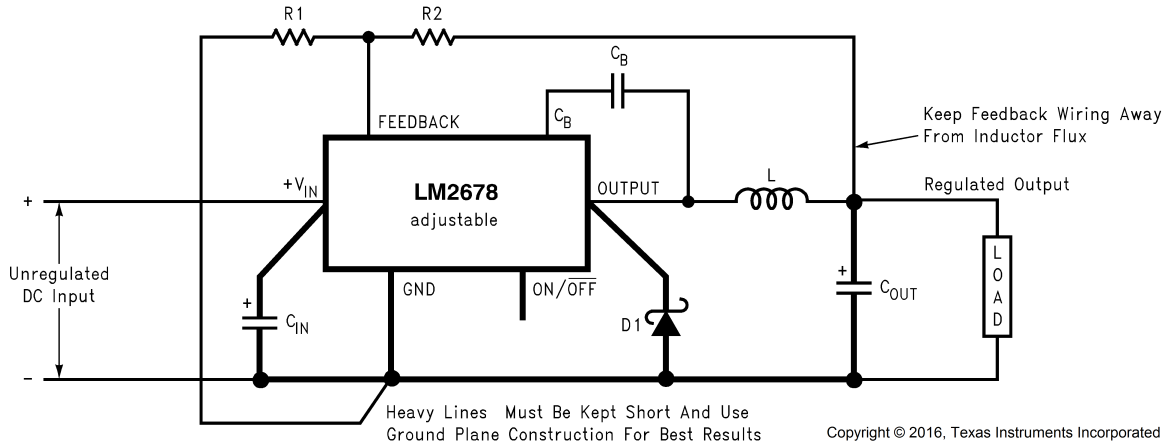 R1
R2
C_B
FEEDBACK
C_B
Keep Feedback Wiring Away
From Inductor Flux
+V_IN
LM2678
adjustable
OUTPUT
L
Regulated Output
+
Unregulated
DC Input
-
GND
ON/O̅F̅F̅
+
C_IN
D1
+
C_OUT
LOAD
Heavy Lines Must Be Kept Short And Use
Ground Plane Construction For Best Results
Copyright © 2016, Texas Instruments Incorporated